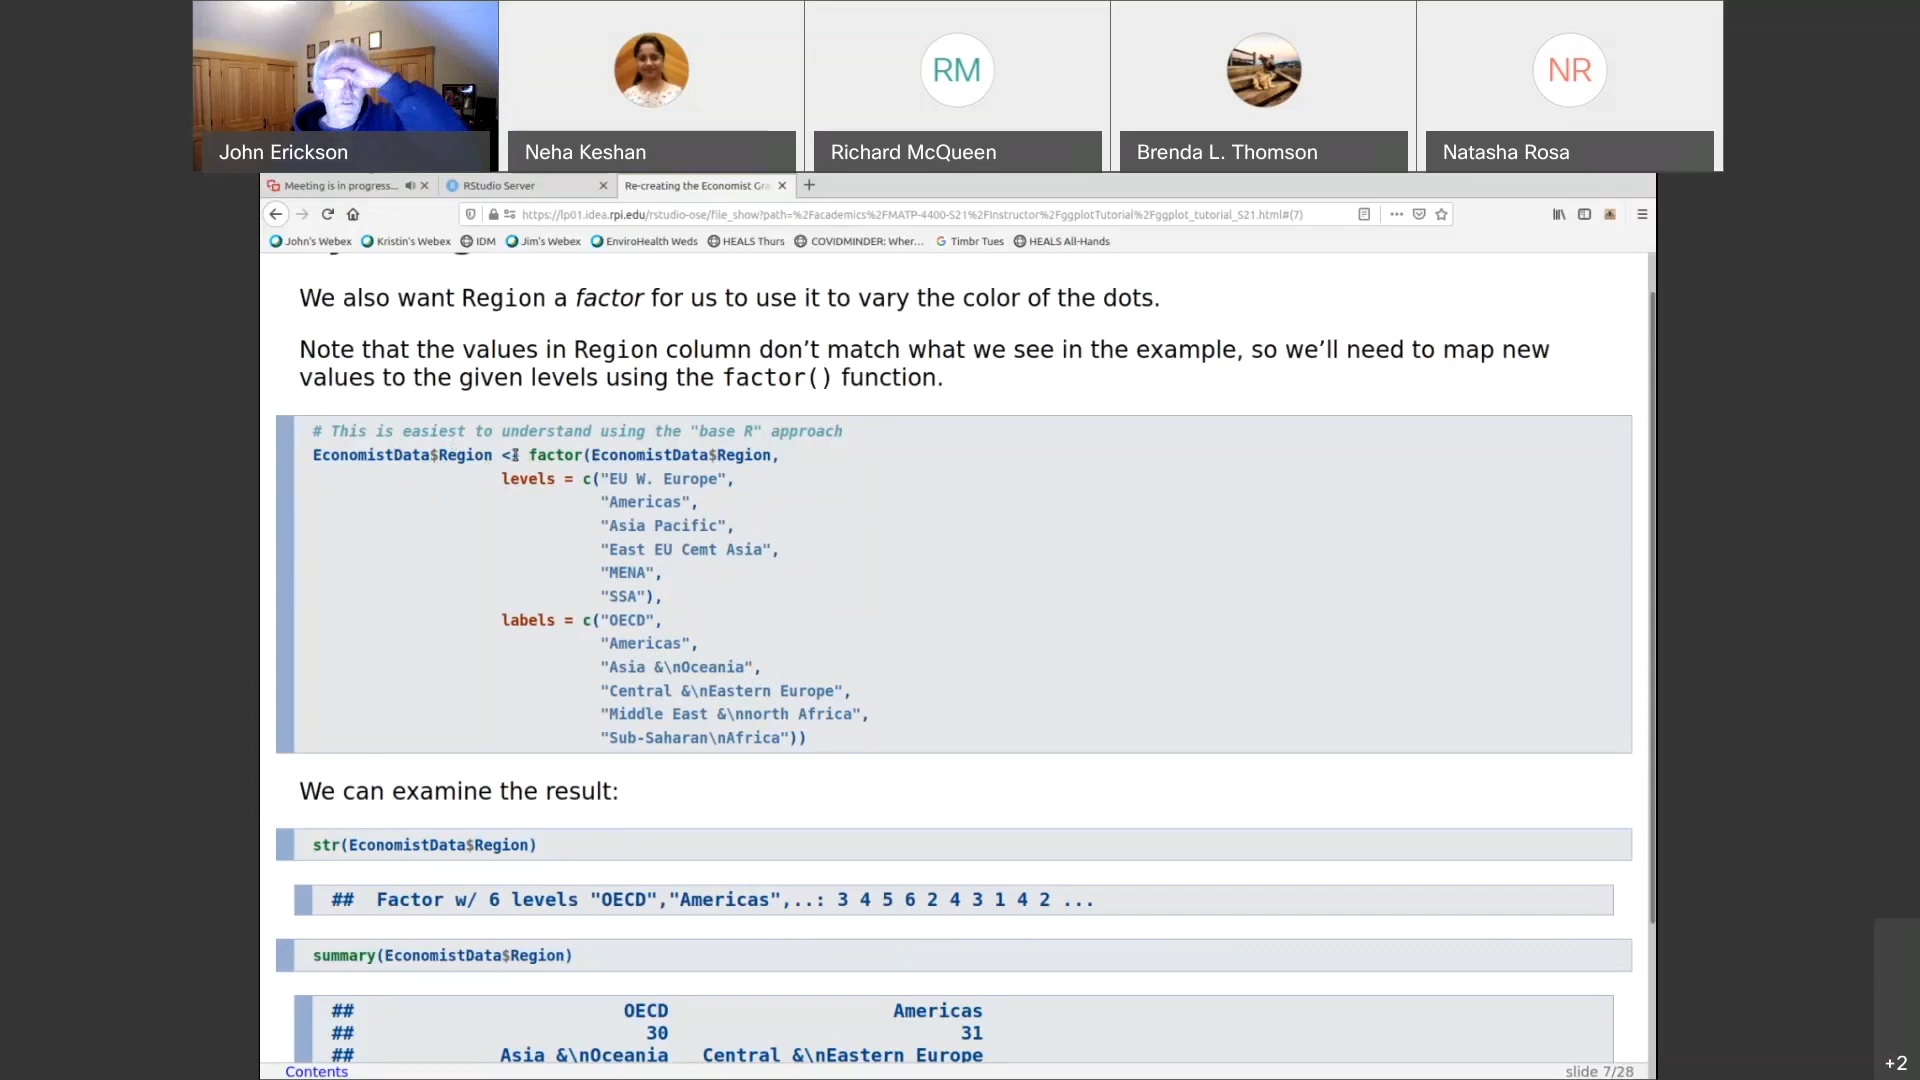 RM
NR
John Erickson
Neha Keshan
Richard McQueen
Brenda L. Thomson
Natasha Rosa
Meeting is in progress...
RStudio Server
Re-creating the Economist Gra
https://lp01.idea.rpi.edu/rstudio-ose/file_show?path=%2Facademics%2FMATP-4400-S21%2FInstructor%2FggplotTutorial%2Fggplot_tutorial_S21.html#(7)
John's Webex
Kristin's Webex
IDM
Jim's Webex
EnviroHealth Weds
HEALS Thurs
COVIDMINDER: Wher...
Timbr Tues
HEALS All-Hands
We also want Region a factor for us to use it to vary the color of the dots.
Note that the values in Region column don’t match what we see in the example, so we’ll need to map new
values to the given levels using the factor() function.
# This is easiest to understand using the "base R" approach
EconomistData$Region < factor(EconomistData$Region,
levels = c("EU W. Europe",
"Americas",
"Asia Pacific",
"East EU Cemt Asia",
"MENA",
"SSA"),
labels = c("OECD",
"Americas",
"Asia &\nOceania",
"Central &\nEastern Europe",
"Middle East &\nnorth Africa",
"Sub-Saharan\nAfrica"))
We can examine the result:
str(EconomistData$Region)
## Factor w/ 6 levels "OECD","Americas",..: 3 4 5 6 2 4 3 1 4 2 ...
summary(EconomistData$Region)
## OECD Americas
## 30 31
## Asia &\nOceania Central &\nEastern Europe
Contents
slide 7/28
+2